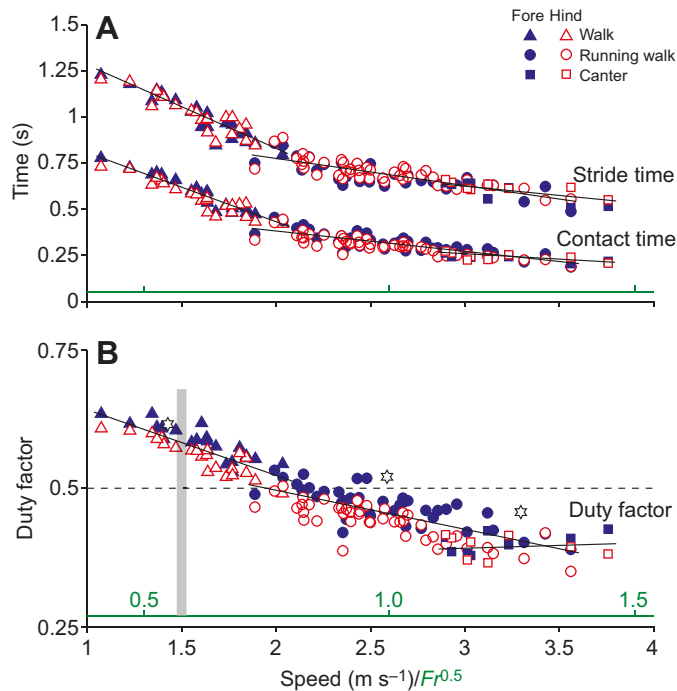 A
1.5
1.25
1
0.75
0.5
0.25
0
Time (s)
Fore Hind
Walk
Running walk
Canter
Stride time
Contact time
B
0.75
0.5
0.25
Duty factor
Duty factor
0.5 1.0 1.5
1 1.5 2 2.5 3 3.5 4
Speed (m s⁻¹)/Fr⁰·⁵